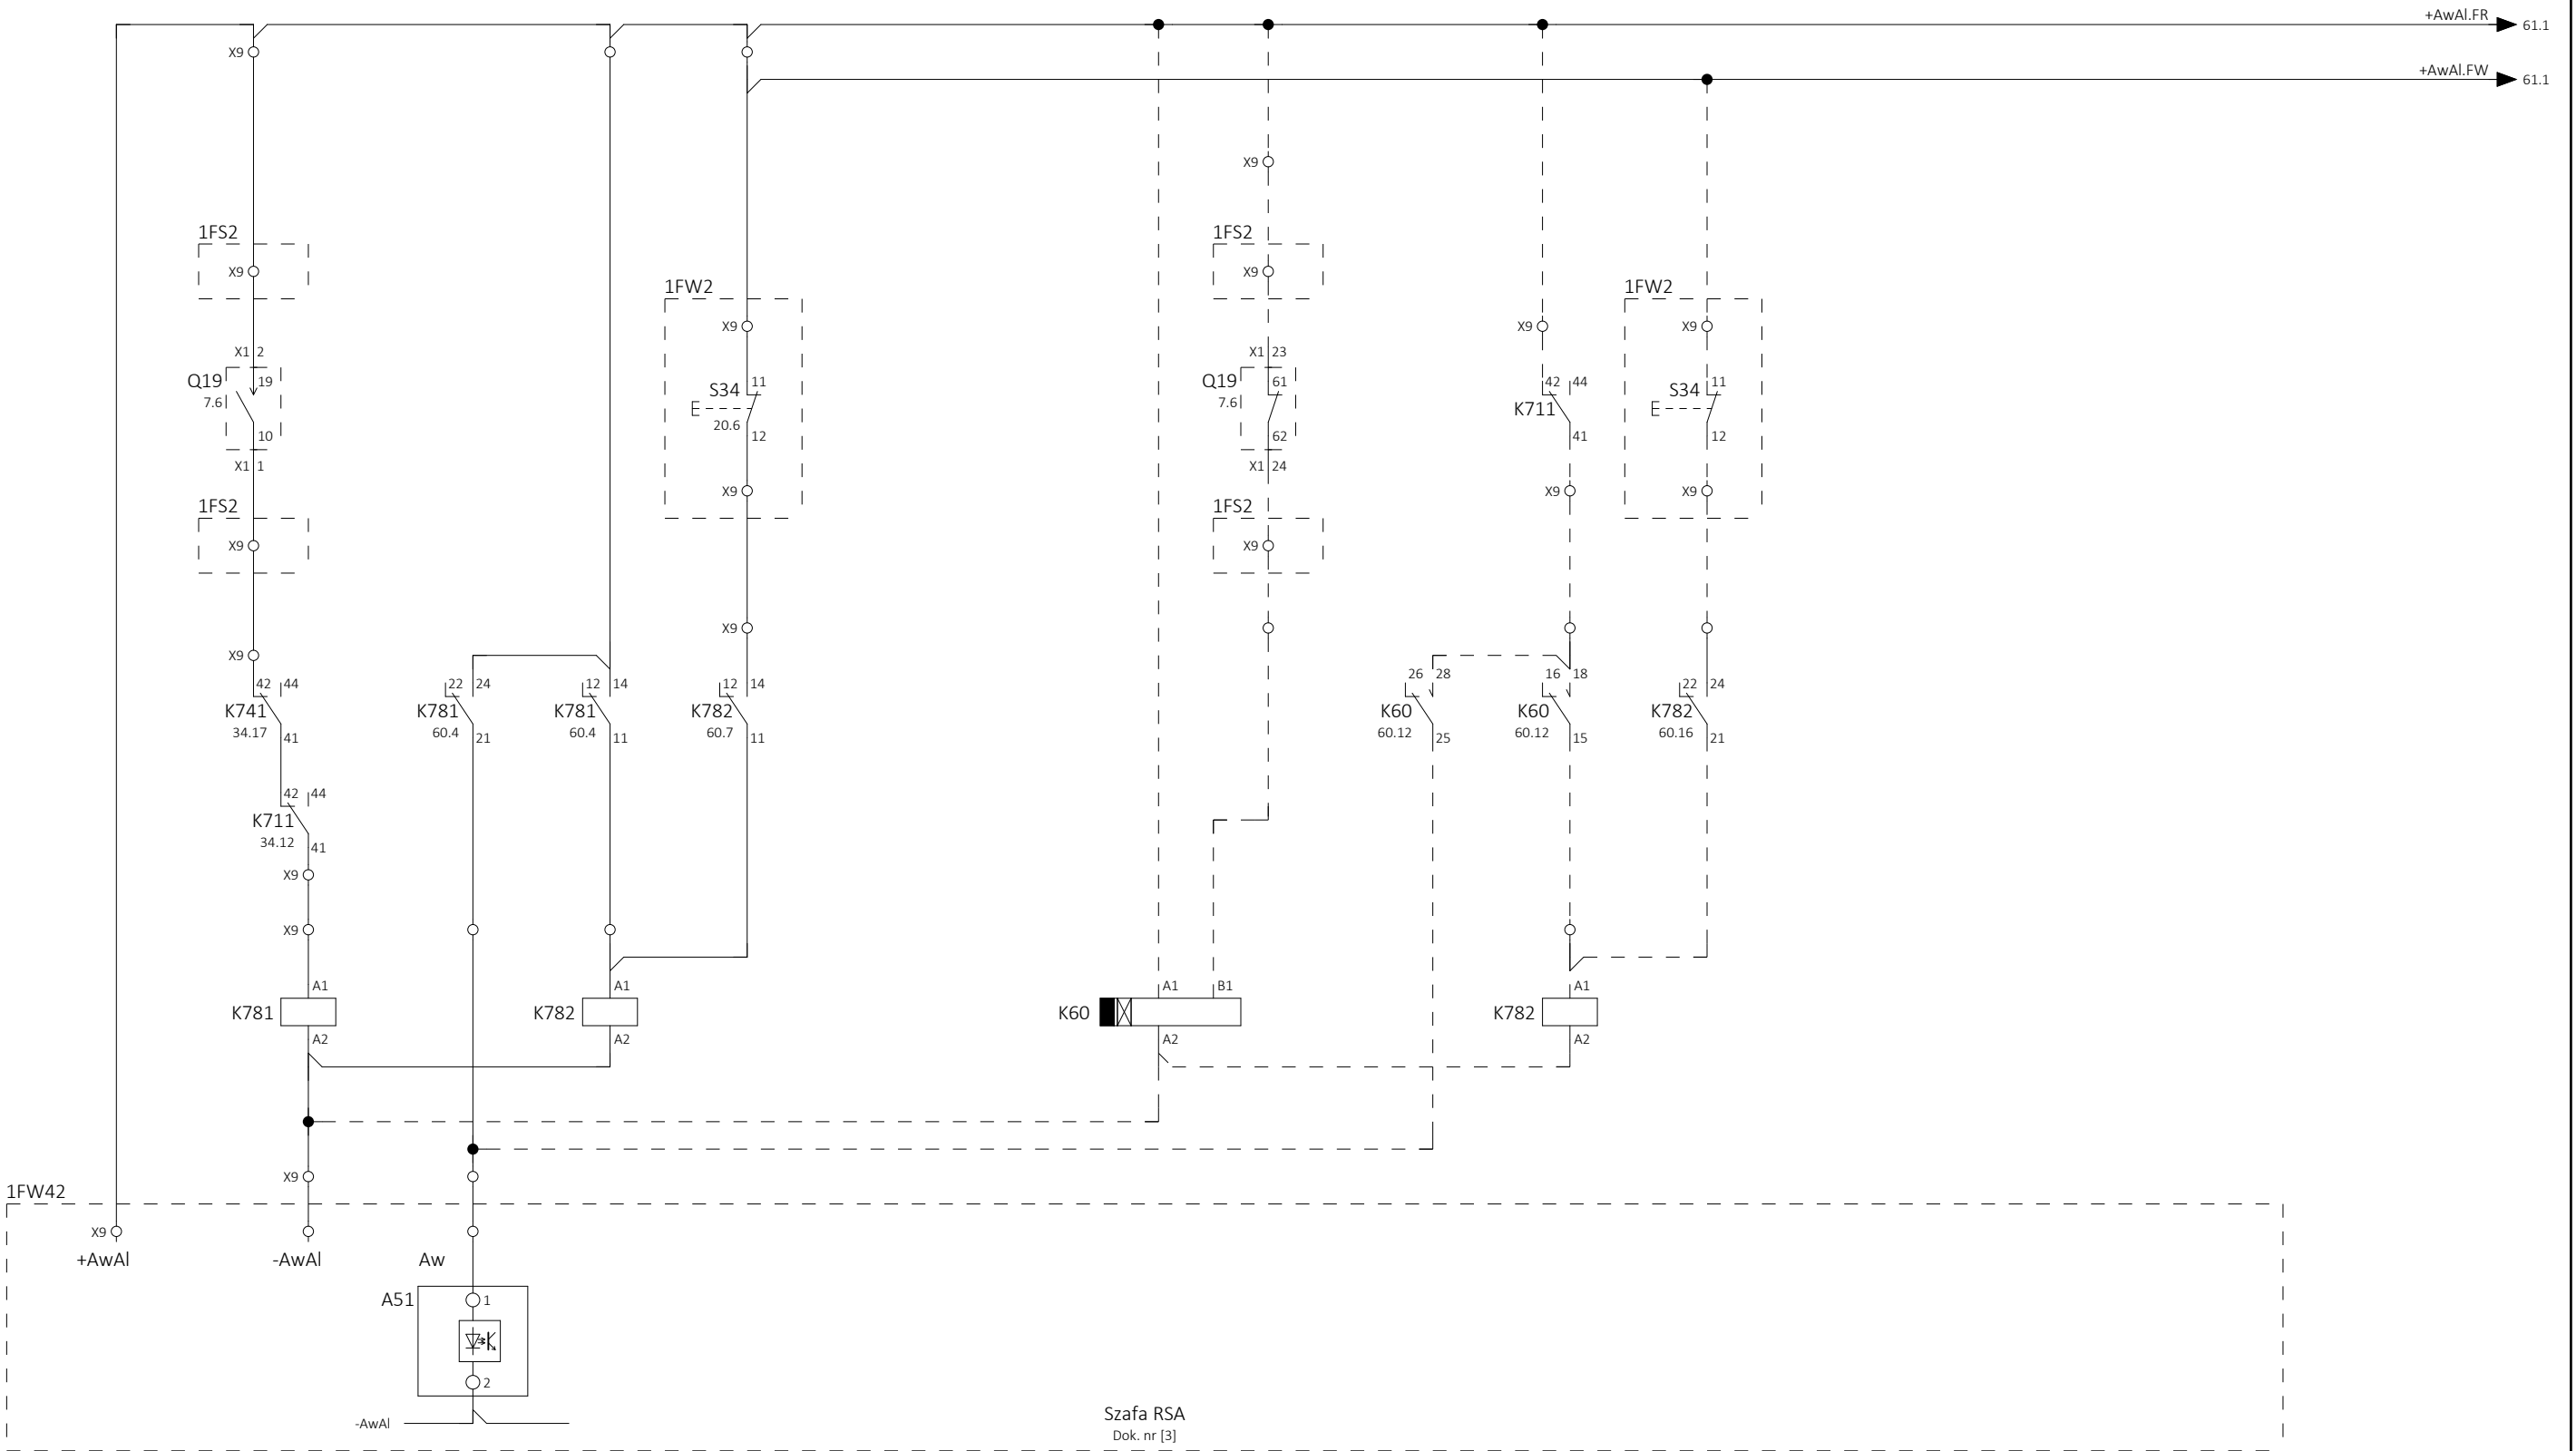 +AwAl.FR 61.1
+AwAl.FW 61.1
X9
X9
1FS2 1FS2
X9 X9
1FW2 1FW2
X9 X9 X9
X1 2 X1 23
Q19 19 S34 11 Q19 61 42 44 S34 11
7.6 20.6 7.6 K711
10 12 62 41 12
X1 1 X1 24
X9 X9 X9
1FS2 1FS2
X9 X9
X9
X9
42 44 22 24 12 14 12 14 26 28 16 18 22 24
K741 K781 K781 K782 K60 K60 K782
34.17 60.4 60.4 60.7 60.12 60.12 60.16
41 21 11 11 25 15 21
42 44
K711
34.12
41
X9
X9
A1 A1 A1 B1 A1
K781 K782 K60 K782
A2 A2 A2 A2
X9
1FW42
X9
+AwAl -AwAl Aw
A51 1
2
-AwAl
Szafa RSA
Dok. nr [3]